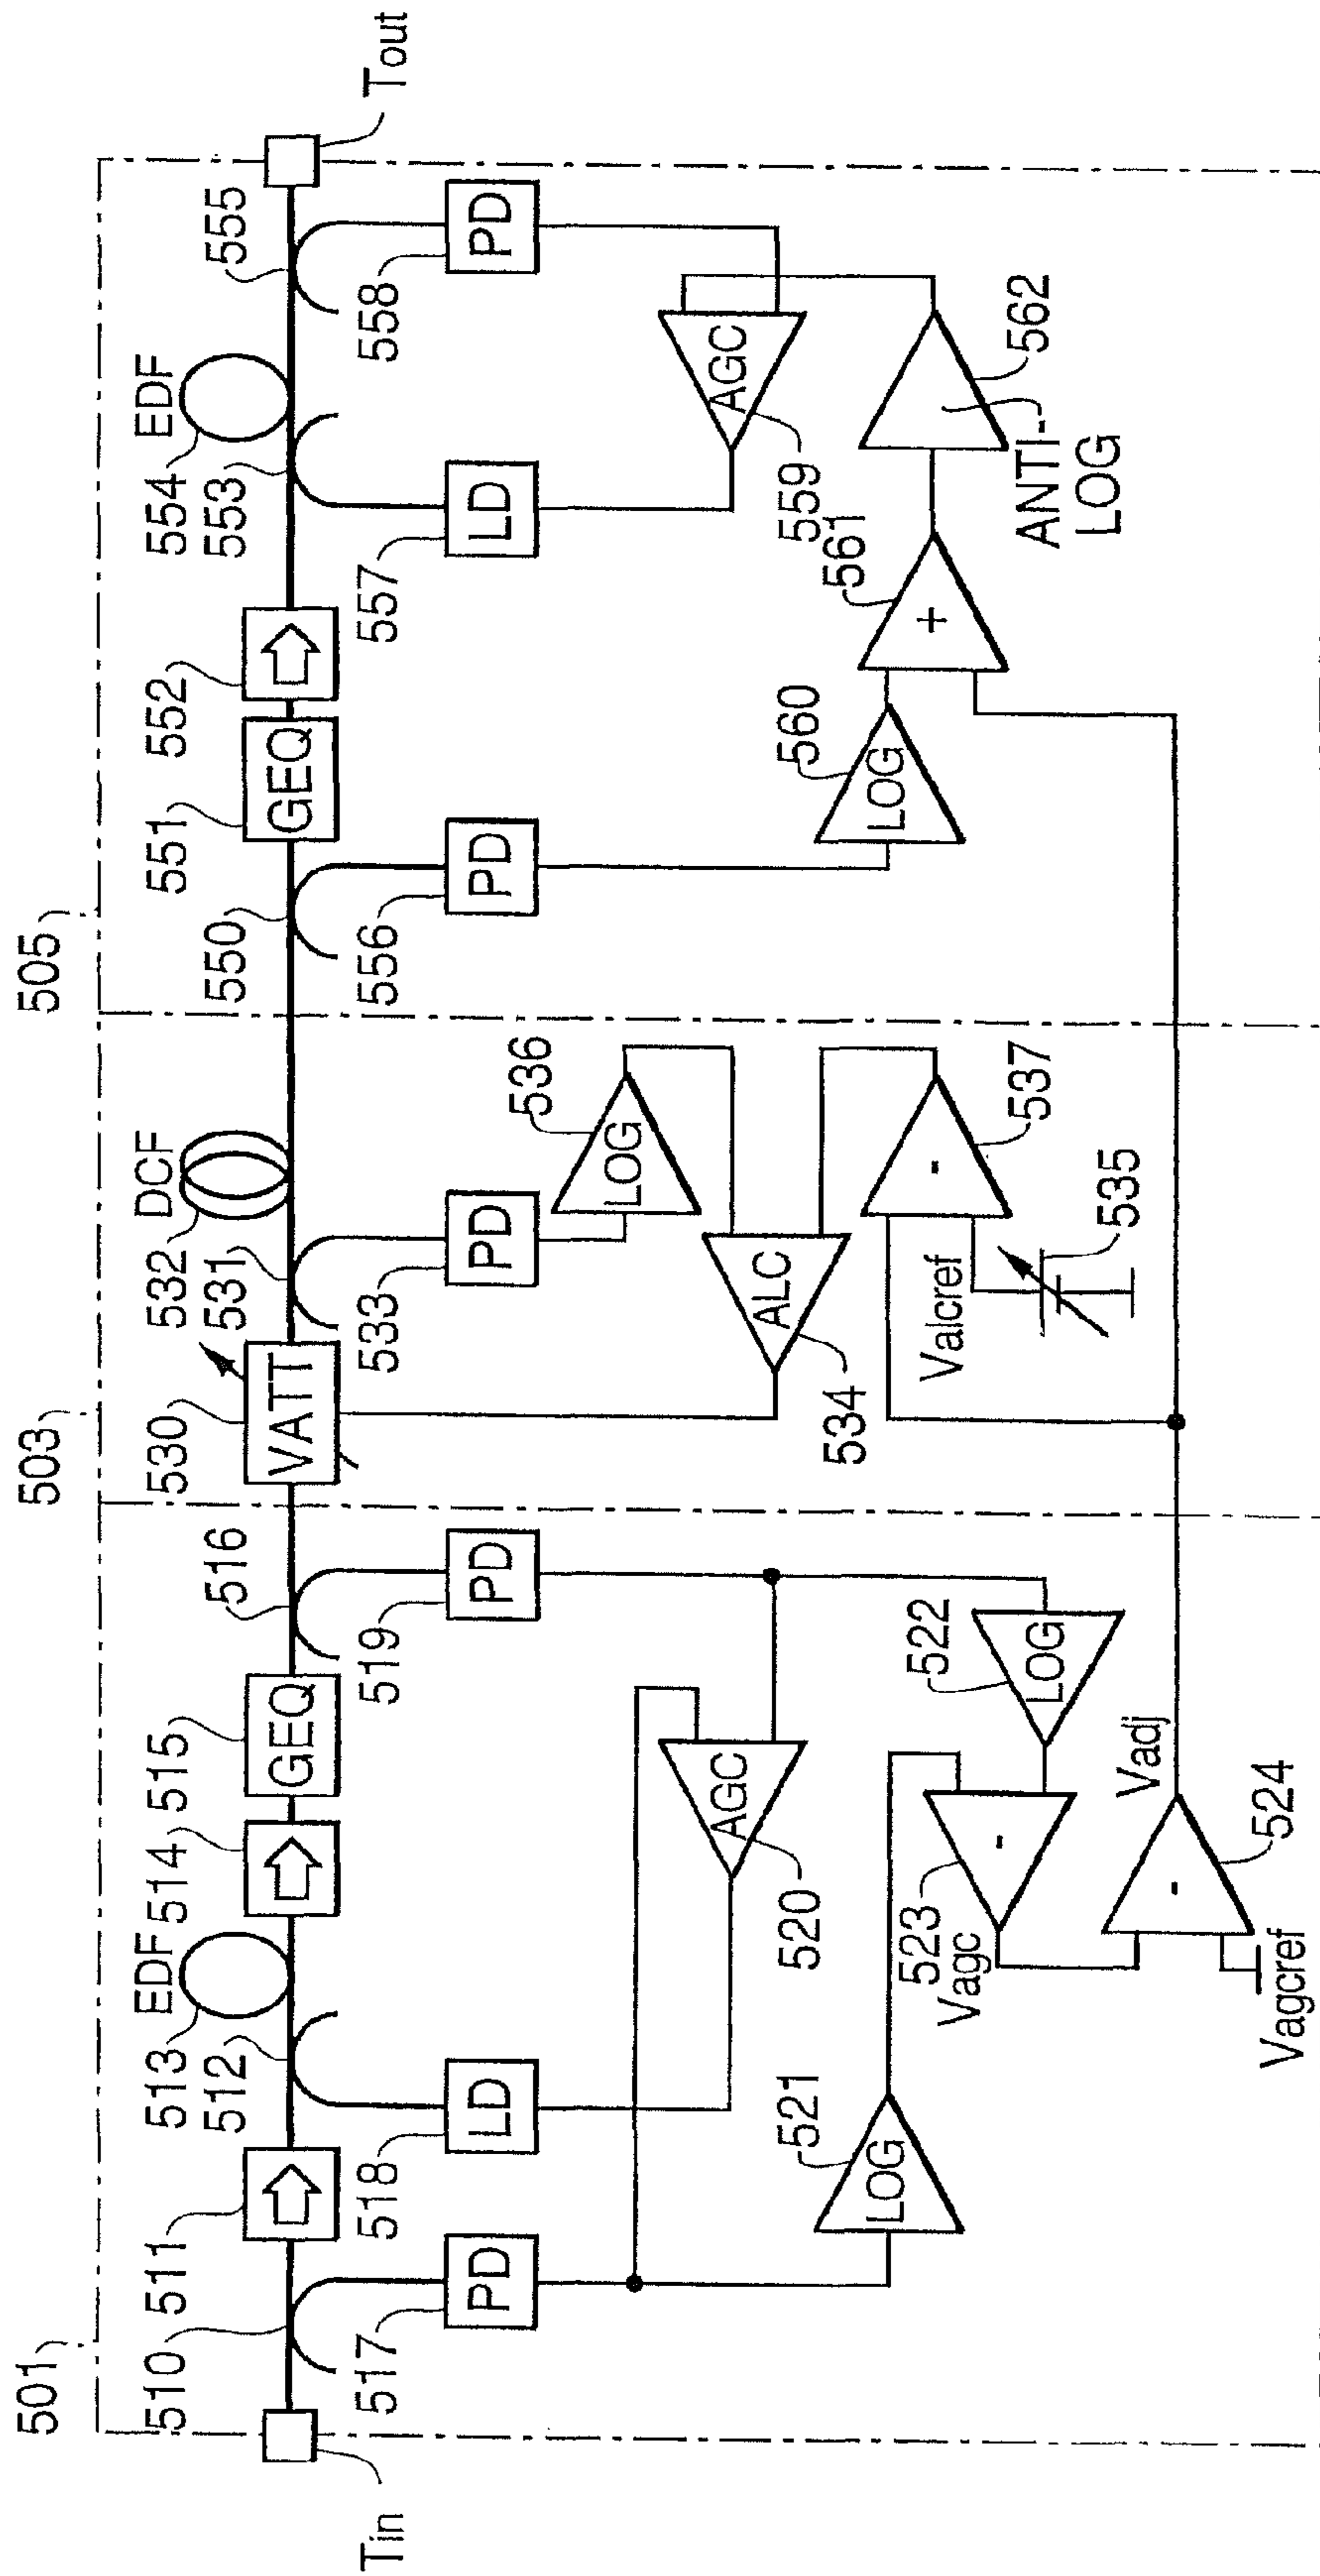 501
503
505
Tin
510
511
512
513
EDF
514
515
GEQ
516
517
PD
518
LD
519
PD
AGC
520
521
LOG
522
LOG
-
523
Vagc
-
524
Vadj
Vagcref
530
VATT
531
532
DCF
533
PD
536
LOG
ALC
534
-
537
Valcref
535
550
551
GEQ
552
553
554
EDF
555
556
PD
557
LD
558
PD
AGC
559
560
LOG
561
+
562
ANTI-
LOG
Tout